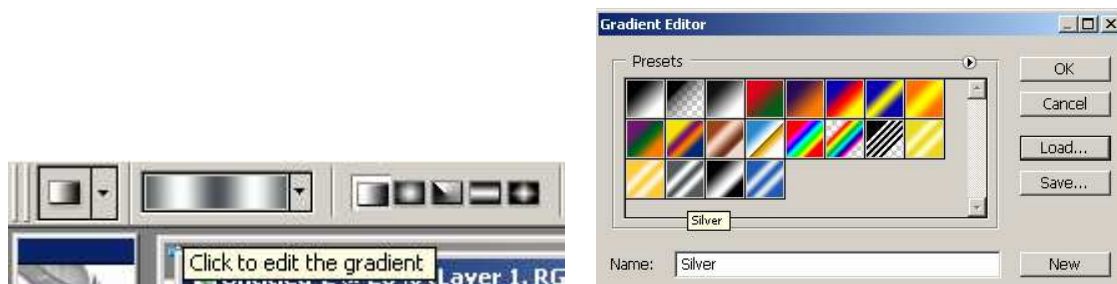 Click to edit the gradient
Layer 1, RG
Gradient Editor
Presets
OK
Cancel
Load...
Save...
Silver
Name: Silver
New